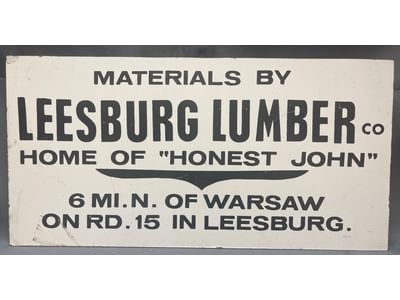 MATERIALS BY
LEESBURG LUMBER CO
HOME OF "HONEST JOHN"
6 MI. N. OF WARSAW
ON RD. 15 IN LEESBURG.